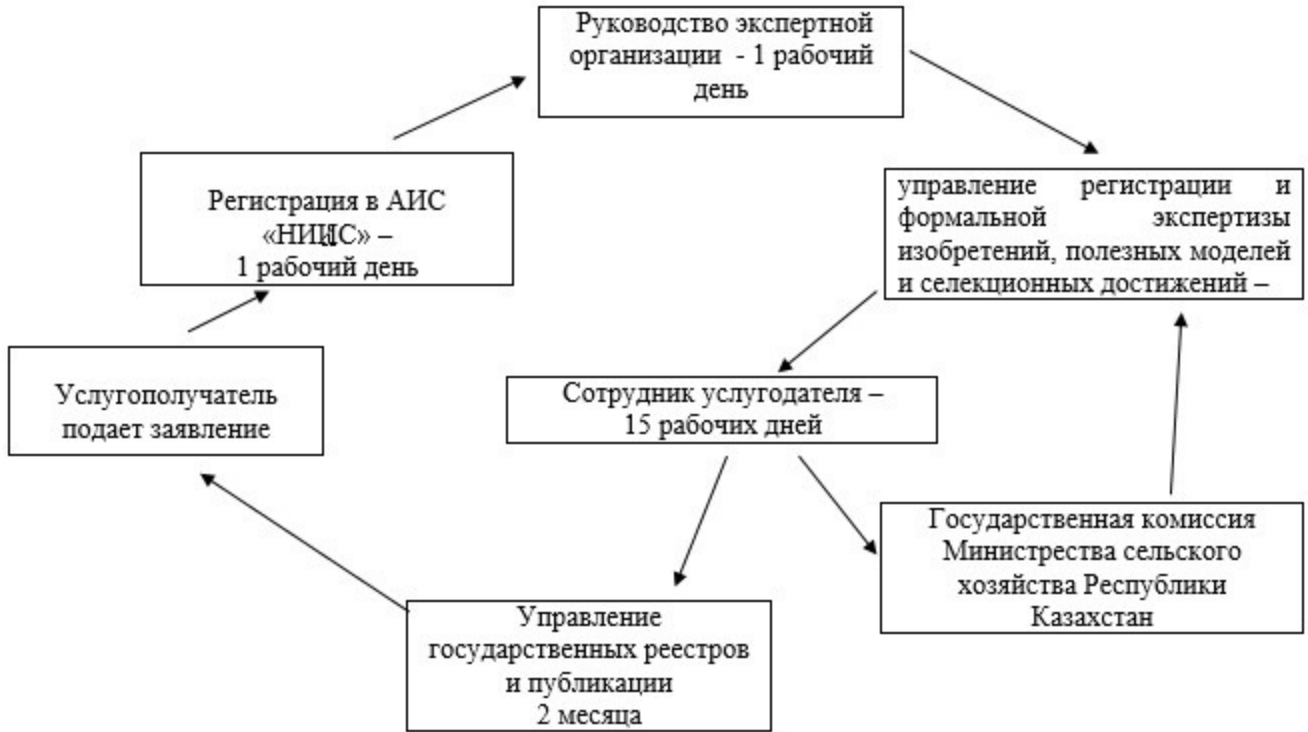 Руководство экспертной
организации - 1 рабочий
день
Регистрация в АИС
«НИИС» –
1 рабочий день
управление регистрации и
формальной экспертизы
изобретений, полезных моделей
и селекционных достижений –
Услугополучатель
подает заявление
Сотрудник услугодателя –
15 рабочих дней
Государственная комиссия
Министрества сельского
хозяйства Республики
Казахстан
Управление
государственных реестров
и публикации
2 месяца